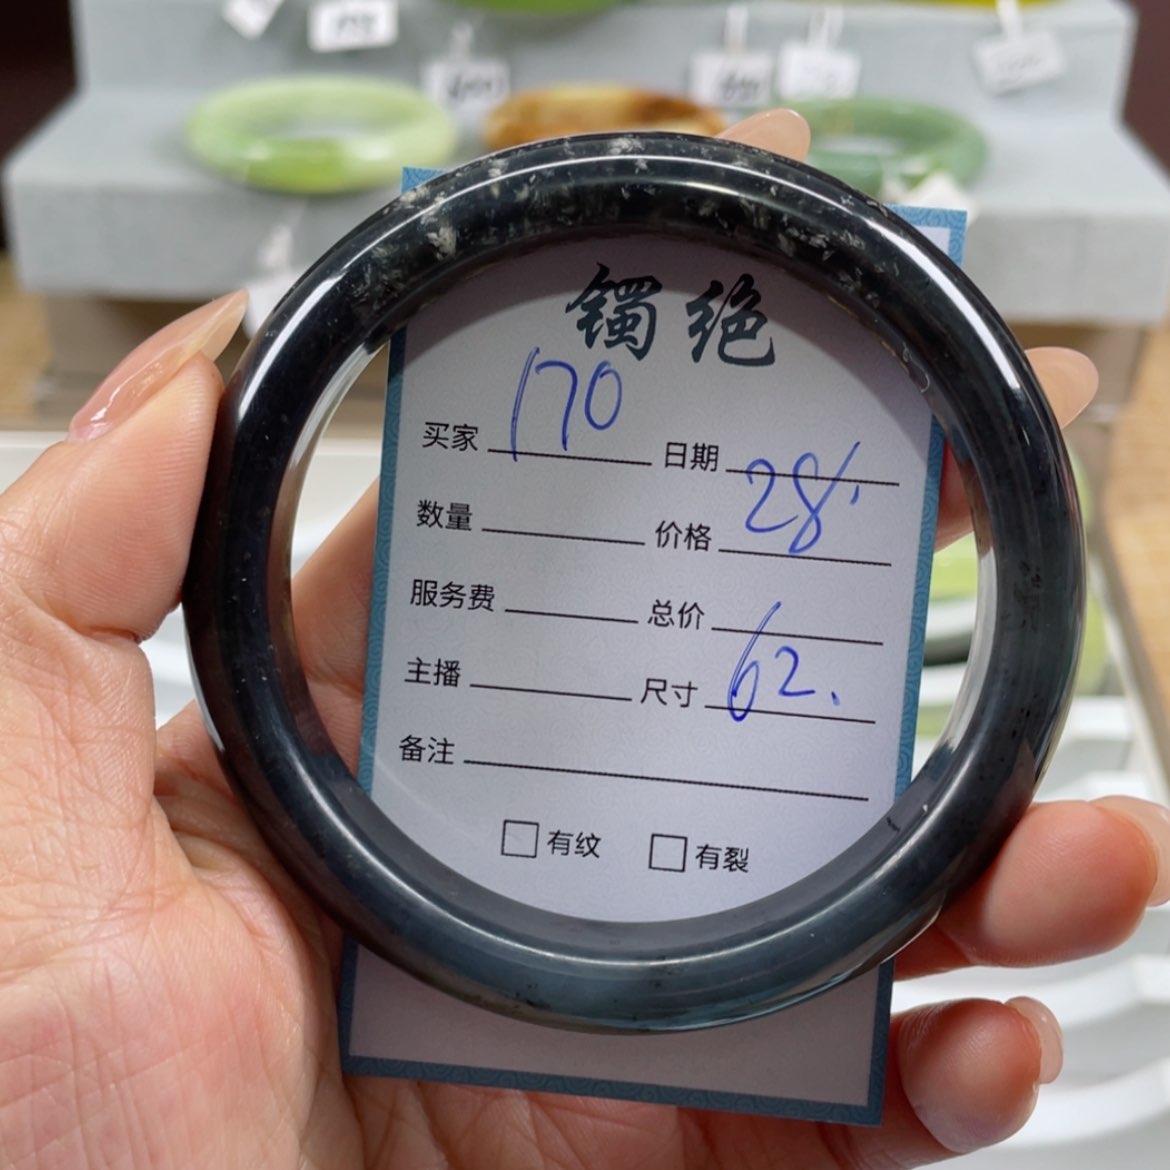 镯绝
170
买家 日期
28'
数量 价格
服务费 总价
62.
主播 尺寸
备注
有纹 有裂